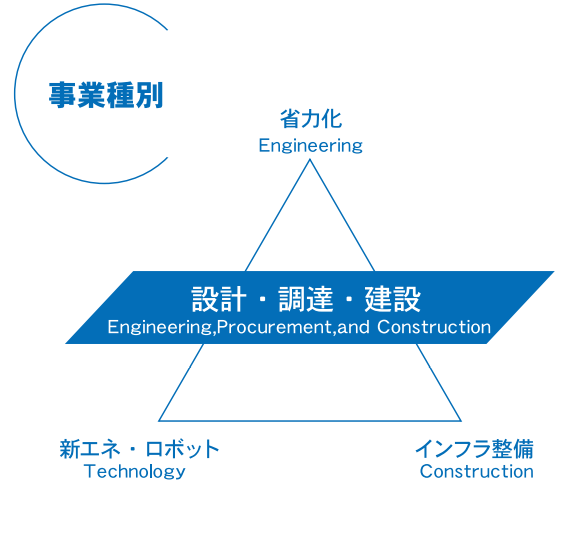 事業種別
省力化
Engineering
設計・調達・建設
Engineering,Procurement,and Construction
新エネ・ロボット
Technology
インフラ整備
Construction